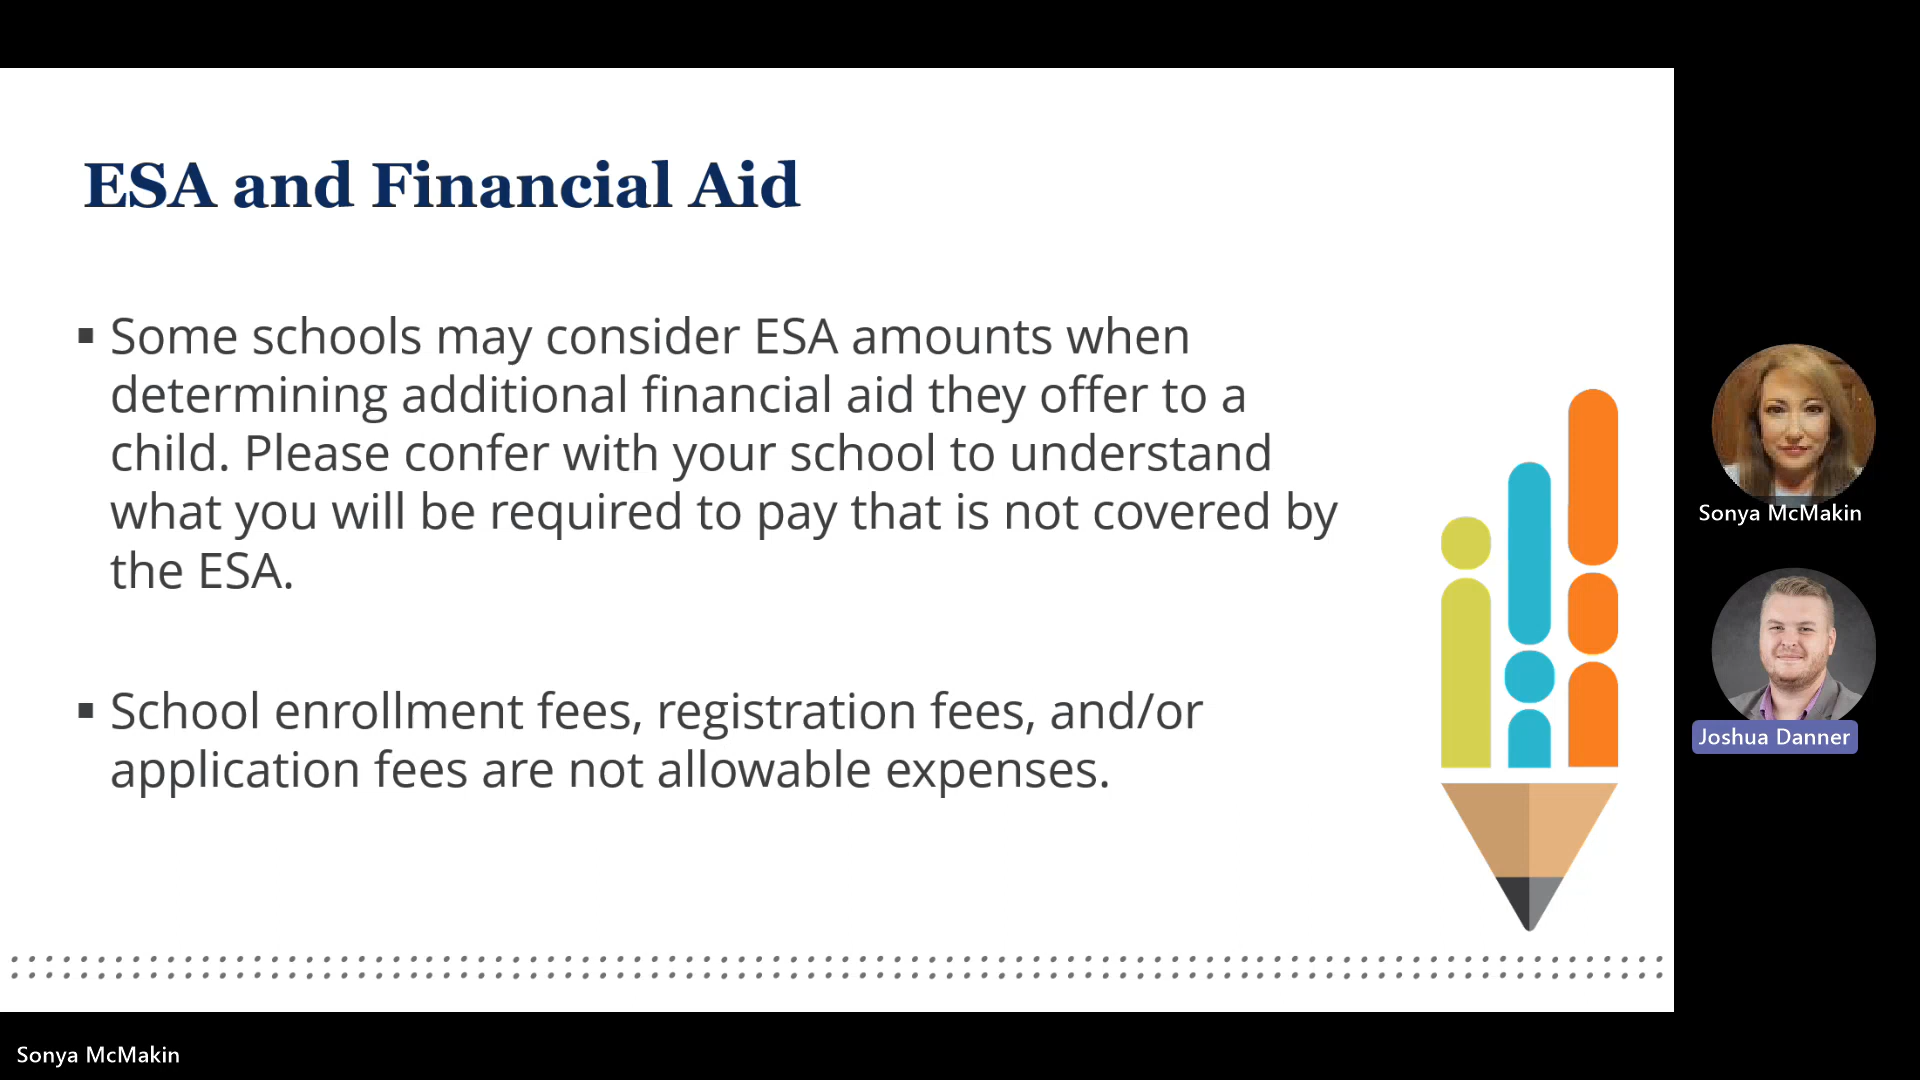 ESA and Financial Aid
▪ Some schools may consider ESA amounts when
determining additional financial aid they offer to a
child. Please confer with your school to understand
what you will be required to pay that is not covered by
the ESA.
▪ School enrollment fees, registration fees, and/or
application fees are not allowable expenses.
Sonya McMakin
Joshua Danner
Sonya McMakin